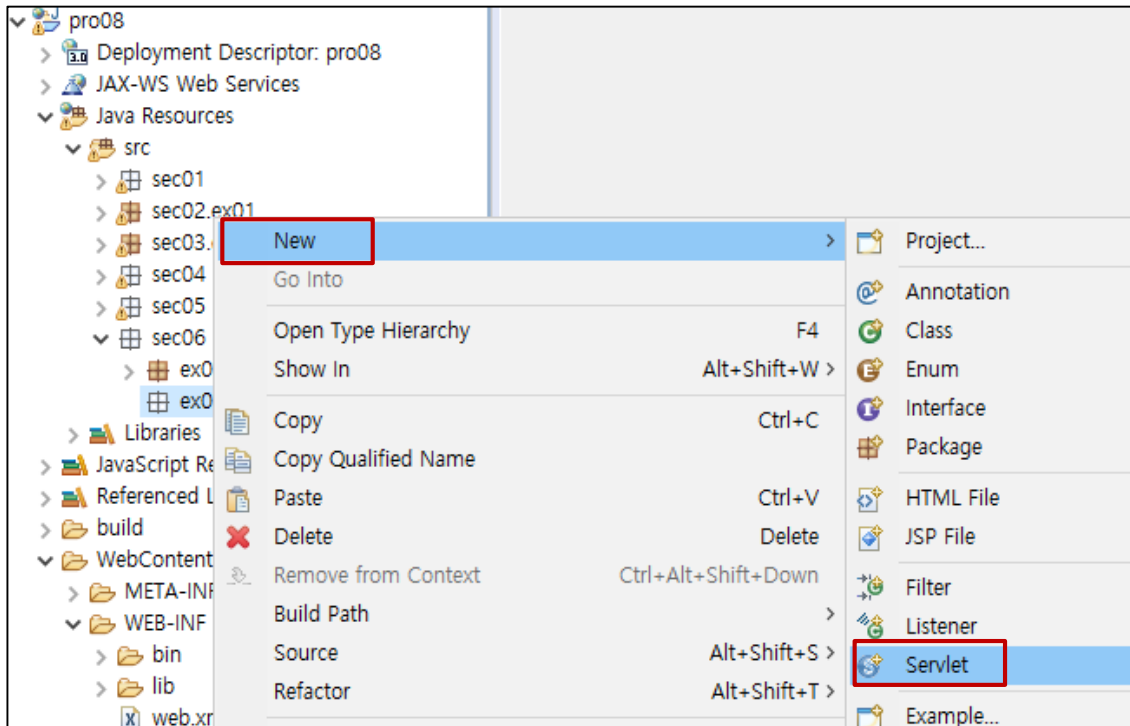 pro08
Deployment Descriptor: pro08
JAX-WS Web Services
Java Resources
src
sec01
sec02.ex01
sec03.
sec04
sec05
sec06
ex0
ex0
Libraries
JavaScript Re
Referenced L
build
WebContent
META-INF
WEB-INF
bin
lib
web.xr
New
Go Into
Open Type Hierarchy F4
Show In Alt+Shift+W >
Copy Ctrl+C
Copy Qualified Name
Paste Ctrl+V
Delete Delete
Remove from Context Ctrl+Alt+Shift+Down
Build Path
Source Alt+Shift+S >
Refactor Alt+Shift+T >
Project...
Annotation
Class
Enum
Interface
Package
HTML File
JSP File
Filter
Listener
Servlet
Example...